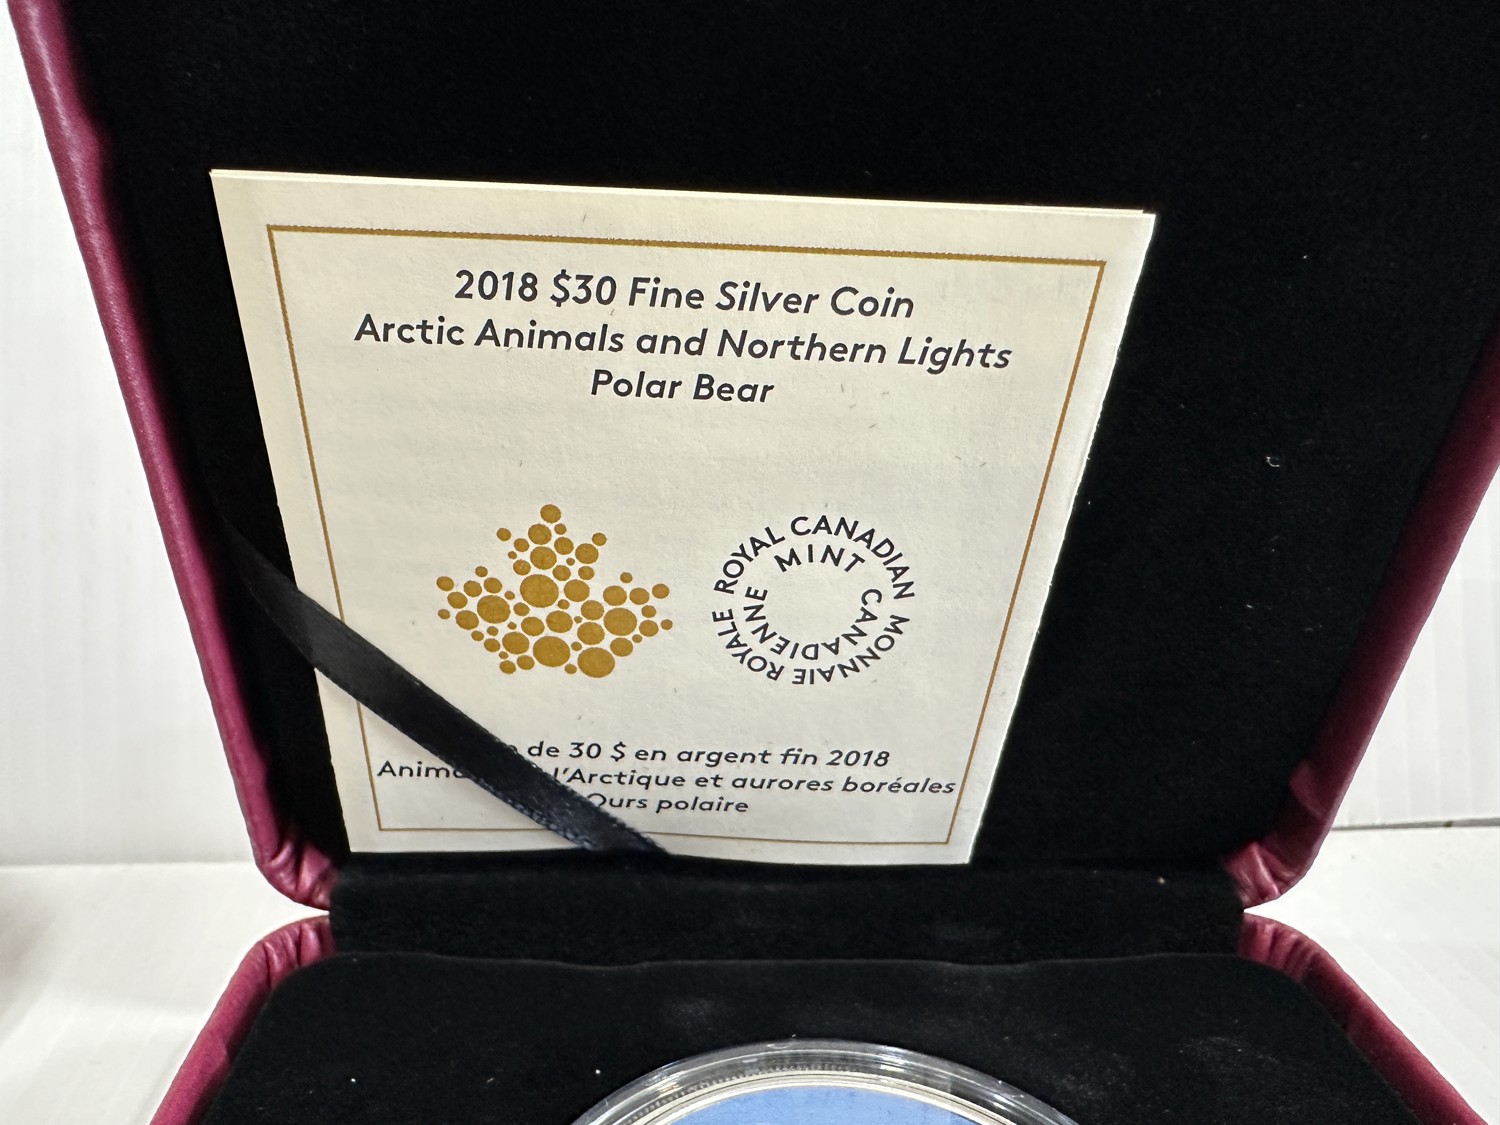 2018 $30 Fine Silver Coin
Arctic Animals and Northern Lights
Polar Bear
ROYAL CANADIAN MINT
MONNAIE ROYALE CANADIENNE
de 30 $ en argent fin 2018
l'Arctique et aurores boréales
Ours polaire